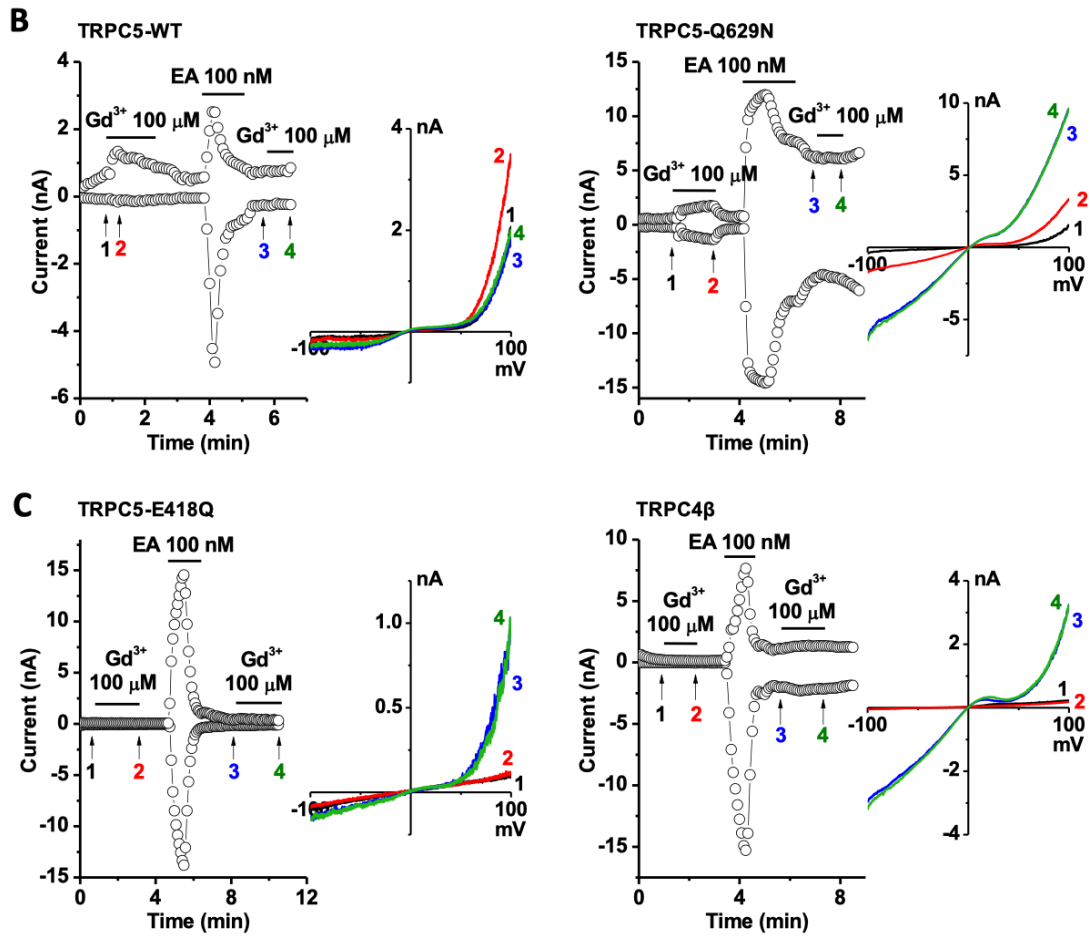 B
TRPC5-WT
EA 100 nM
Gd3+ 100 µM
Gd3+ 100 µM
Current (nA)
4
2
0
-2
-4
-6
1
2
3
4
0
2
4
6
Time (min)
nA
4
2
2
1
4
3
-100
100
mV
TRPC5-Q629N
EA 100 nM
Gd3+ 100 µM
Gd3+ 100 µM
Current (nA)
15
10
5
0
-5
-10
-15
1
2
3
4
0
4
8
Time (min)
nA
10
5
4
3
2
1
-100
100
mV
-5
C
TRPC5-E418Q
EA 100 nM
Gd3+
100 µM
Gd3+
100 µM
Current (nA)
15
10
5
0
-5
-10
-15
1
2
3
4
0
4
8
12
Time (min)
nA
1.0
0.5
4
3
2
1
100
mV
TRPC4β
EA 100 nM
Gd3+
100 µM
Gd3+
100 µM
Current (nA)
10
5
0
-5
-10
-15
1
2
3
4
0
4
8
Time (min)
nA
4
2
4
3
1
2
-100
100
mV
-2
-4